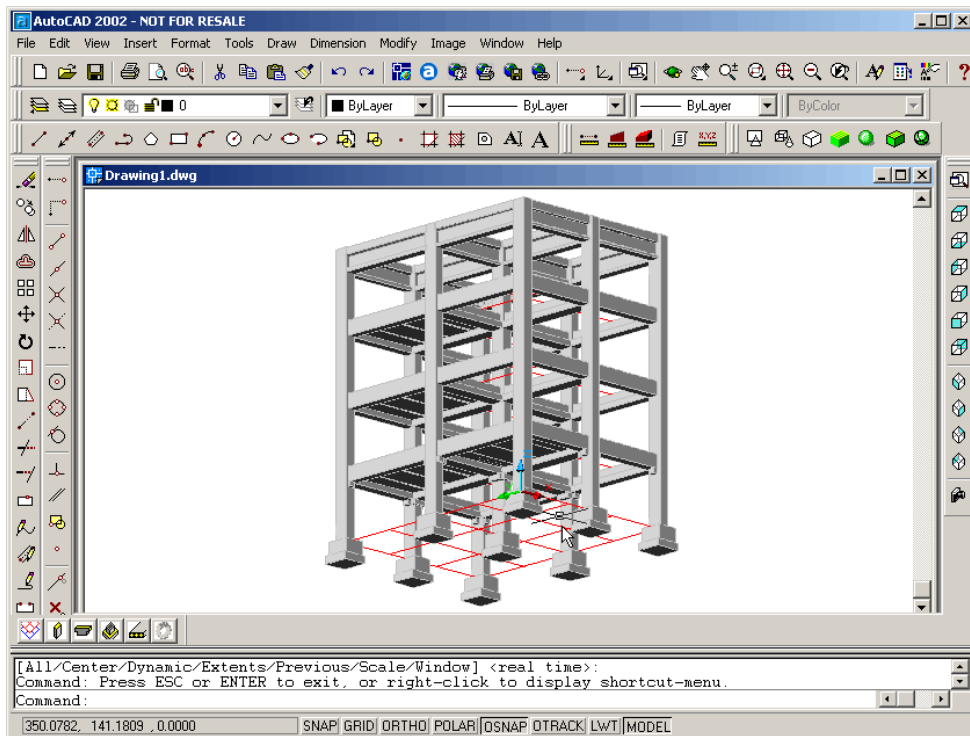 AutoCAD 2002 - NOT FOR RESALE
File Edit View Insert Format Tools Draw Dimension Modify Image Window Help
0 ByLayer ByLayer ByLayer ByColor
A
X,Y,Z
Drawing1.dwg
[All/Center/Dynamic/Extents/Previous/Scale/Window] <real time>:
Command: Press ESC or ENTER to exit, or right-click to display shortcut-menu.
Command:
350.0782, 141.1809 ,0.0000 SNAP GRID ORTHO POLAR OSNAP OTRACK LWT MODEL